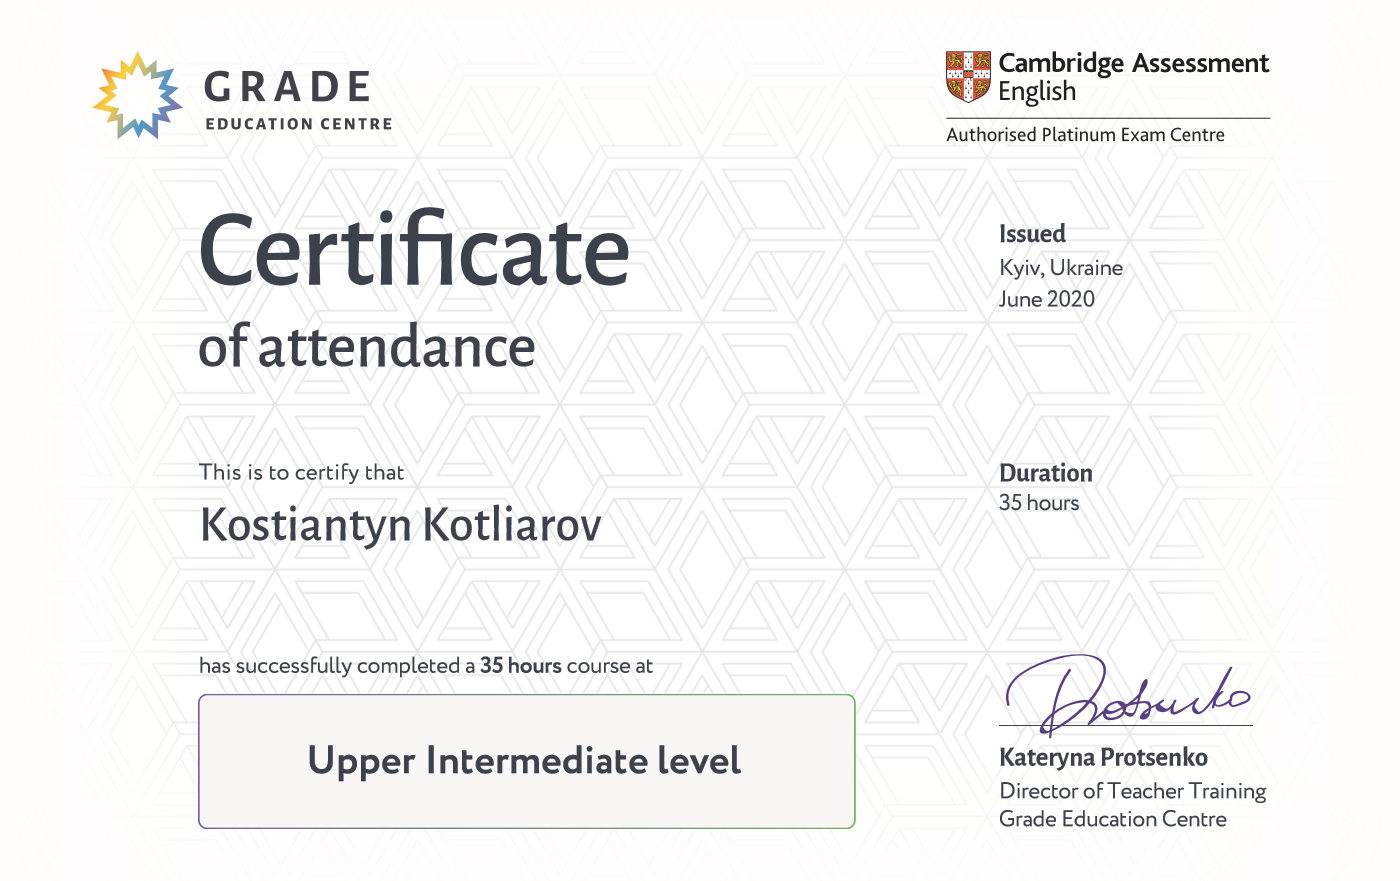 GRADE
EDUCATION CENTRE
Cambridge Assessment
English
Authorised Platinum Exam Centre
Certificate
of attendance
Issued
Kyiv, Ukraine
June 2020
This is to certify that
Kostiantyn Kotliarov
Duration
35 hours
has successfully completed a 35 hours course at
Upper Intermediate level
Protsenko
Kateryna Protsenko
Director of Teacher Training
Grade Education Centre